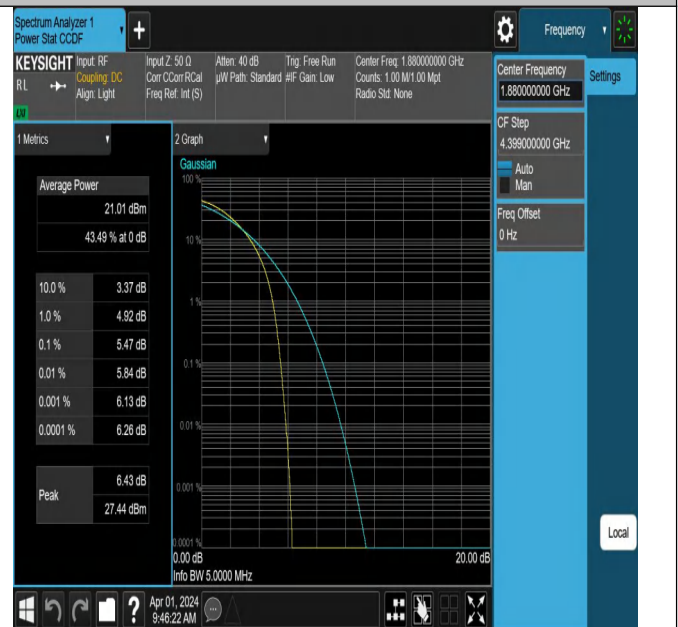 Spectrum Analyzer 1
Power Stat CCDF
Frequency
KEYSIGHT
RL
LXI
Input: RF
Coupling: DC
Align: Light
Input Z: 50 Ω
Corr CCorr RCal
Freq Ref: Int (S)
Atten: 40 dB
µW Path: Standard
Trig: Free Run
#IF Gain: Low
Center Freq: 1.880000000 GHz
Counts: 1.00 M/1.00 Mpt
Radio Std: None
Center Frequency
1.880000000 GHz
Settings
CF Step
4.399000000 GHz
Auto
Man
Freq Offset
0 Hz
Local
1 Metrics
Average Power
21.01 dBm
43.49 % at 0 dB
10.0 % 3.37 dB
1.0 % 4.92 dB
0.1 % 5.47 dB
0.01 % 5.84 dB
0.001 % 6.13 dB
0.0001 % 6.26 dB
Peak
6.43 dB
27.44 dBm
2 Graph
Gaussian
100 %
10 %
1 %
0.1 %
0.01 %
0.001 %
0.0001 %
0.00 dB
20.00 dB
Info BW 5.0000 MHz
?
Apr 01, 2024
9:46:22 AM